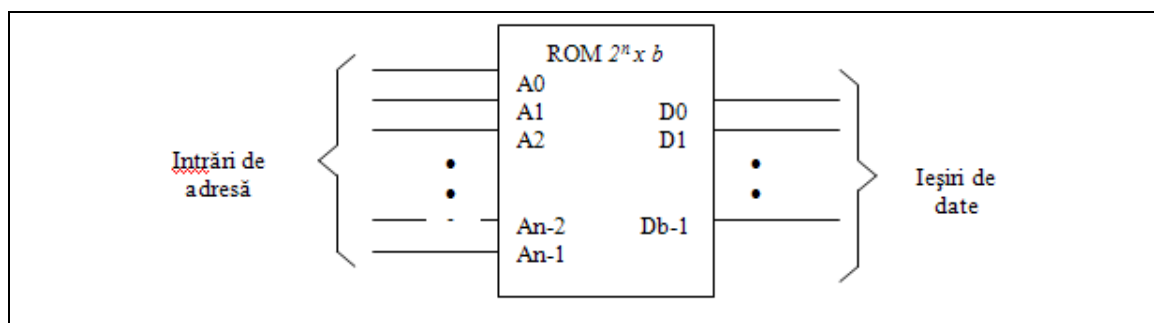 ROM 2ⁿ x b
A0
A1 D0
A2 D1
Intrări de
adresă
Ieşiri de
date
An-2 Db-1
An-1